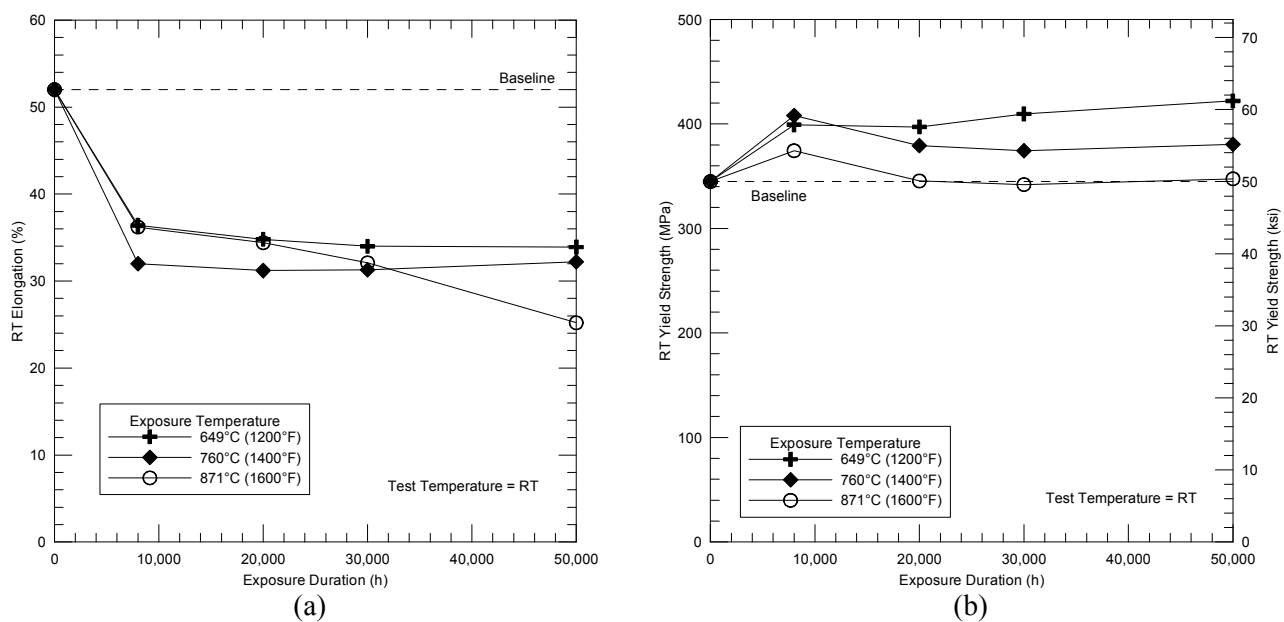 60
50
40
30
20
10
0
RT Elongation (%)
Baseline
Exposure Temperature
649°C (1200°F)
760°C (1400°F)
871°C (1600°F)
Test Temperature = RT
0 10,000 20,000 30,000 40,000 50,000
Exposure Duration (h)
(a)
500
400
300
200
100
0
RT Yield Strength (MPa)
Baseline
Exposure Temperature
649°C (1200°F)
760°C (1400°F)
871°C (1600°F)
Test Temperature = RT
70
60
50
40
30
20
10
0
RT Yield Strength (ksi)
0 10,000 20,000 30,000 40,000 50,000
Exposure Duration (h)
(b)